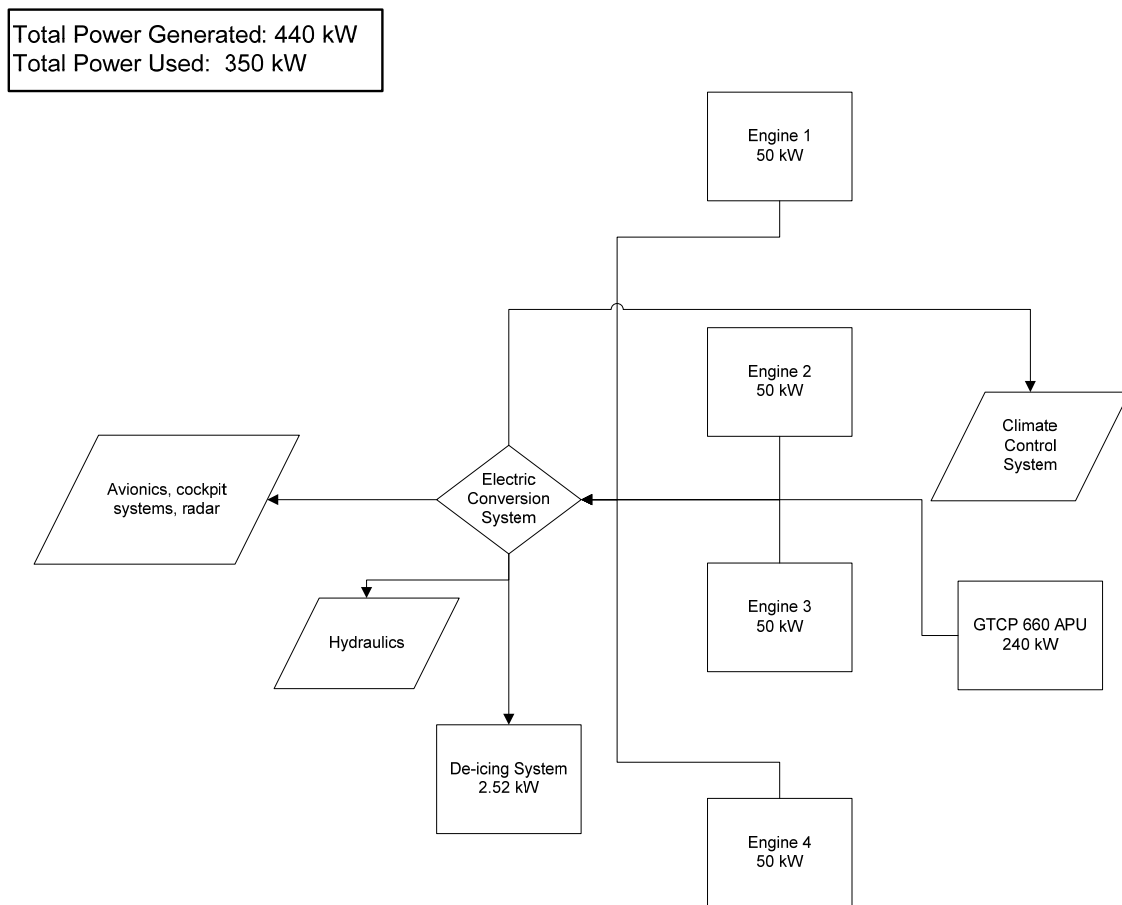 Total Power Generated: 440 kW
Total Power Used:  350 kW
Engine 1
50 kW
Engine 2
50 kW
Climate
Control
System
Avionics, cockpit
systems, radar
Electric
Conversion
System
Engine 3
50 kW
GTCP 660 APU
240 kW
Hydraulics
De-icing System
2.52 kW
Engine 4
50 kW